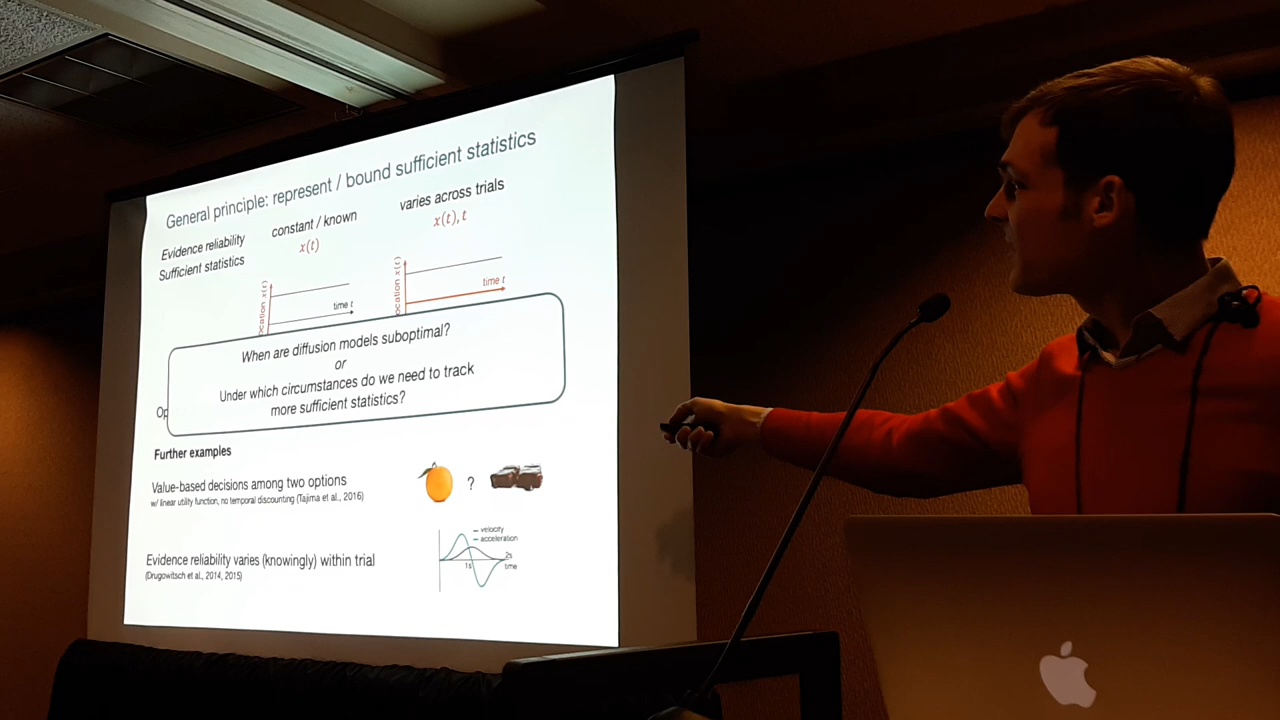 General principle: represent / bound sufficient statistics
Evidence reliability
constant / known
varies across trials
Sufficient statistics
x(t)
x(t), t
ocation x(t)
time t
location x(t)
time t
When are diffusion models suboptimal?
or
Under which circumstances do we need to track
more sufficient statistics?
Op
Further examples
Value-based decisions among two options
w/ linear utility function, no temporal discounting (Tajima et al., 2016)
?
Evidence reliability varies (knowingly) within trial
(Drugowitsch et al., 2014, 2015)
velocity
acceleration
1s
2s
time